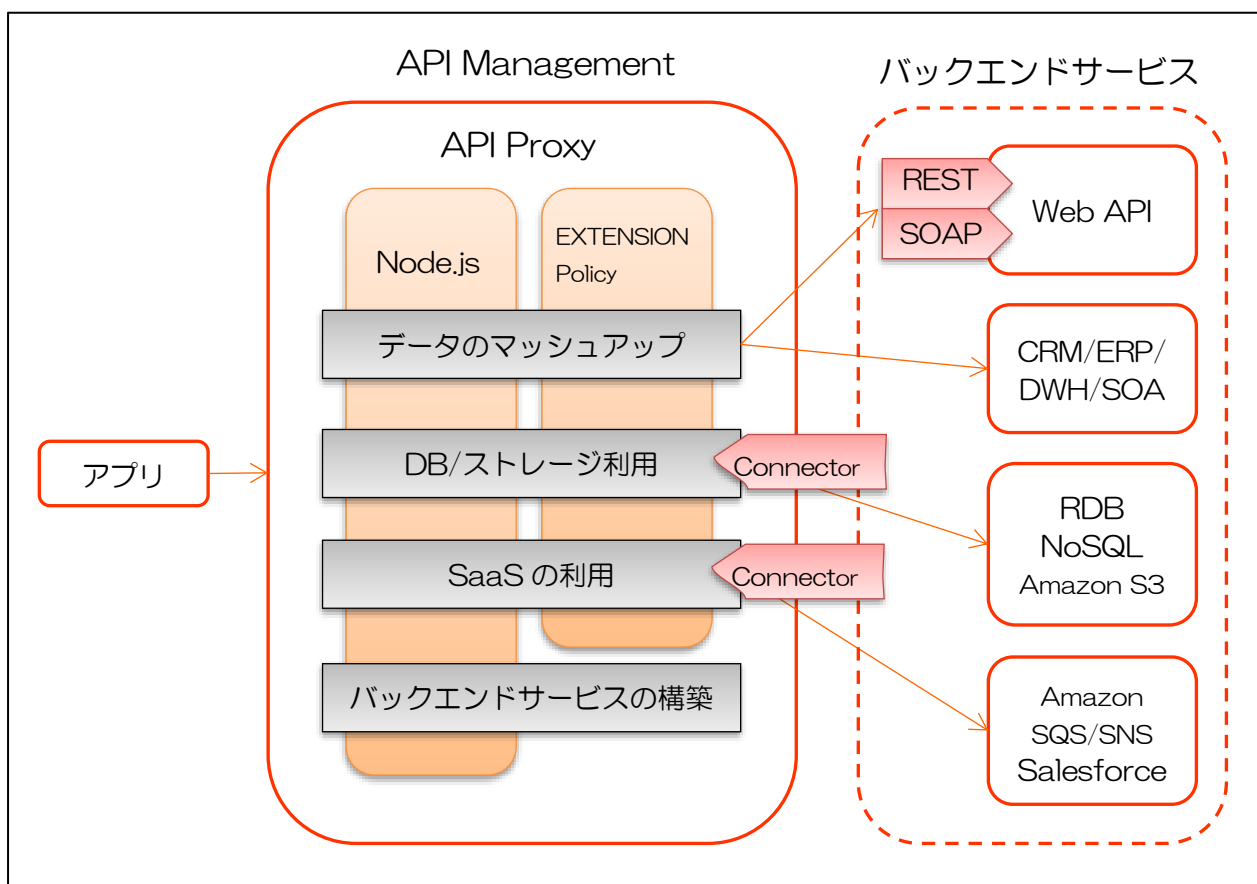 API Management
バックエンドサービス
API Proxy
REST
SOAP
Web API
Node.js
EXTENSION
Policy
データのマッシュアップ
CRM/ERP/
DWH/SOA
アプリ
DB/ストレージ利用
Connector
RDB
NoSQL
Amazon S3
SaaS の利用
Connector
バックエンドサービスの構築
Amazon
SQS/SNS
Salesforce